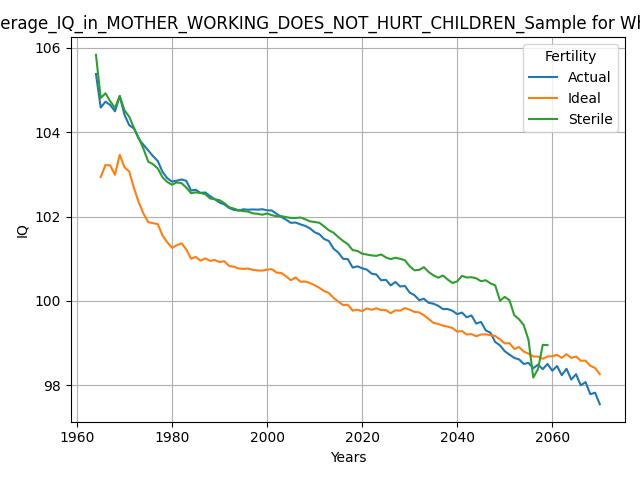 erage_IQ_in_MOTHER_WORKING_DOES_NOT_HURT_CHILDREN_Sample for Wh
106
104
102
100
98
IQ
Fertility
Actual
Ideal
Sterile
1960
1980
2000
2020
2040
2060
Years